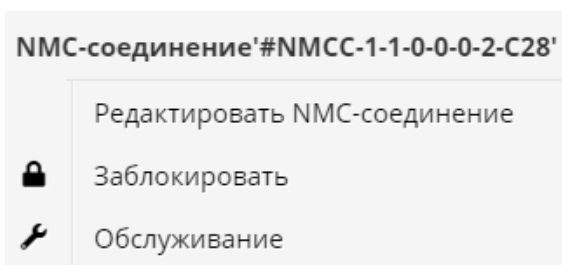 NMC-соединение'#NMCC-1-1-0-0-0-2-C28'
Редактировать NMC-соединение
Заблокировать
Обслуживание